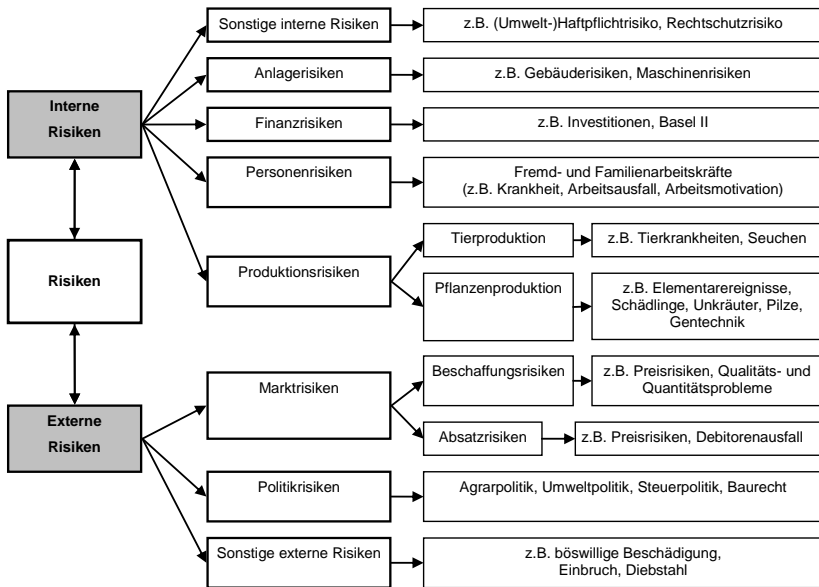 Sonstige interne Risiken
z.B. (Umwelt-)Haftpflichtrisiko, Rechtschutzrisiko
Anlagerisiken
z.B. Gebäuderisiken, Maschinenrisiken
Interne
Risiken
Finanzrisiken
z.B. Investitionen, Basel II
Personenrisiken
Fremd- und Familienarbeitskräfte
(z.B. Krankheit, Arbeitsausfall, Arbeitsmotivation)
Risiken
Produktionsrisiken
Tierproduktion
z.B. Tierkrankheiten, Seuchen
Pflanzenproduktion
z.B. Elementarereignisse,
Schädlinge, Unkräuter, Pilze,
Gentechnik
Externe
Risiken
Marktrisiken
Beschaffungsrisiken
z.B. Preisrisiken, Qualitäts- und
Quantitätsprobleme
Absatzrisiken
z.B. Preisrisiken, Debitorenausfall
Politikrisiken
Agrarpolitik, Umweltpolitik, Steuerpolitik, Baurecht
Sonstige externe Risiken
z.B. böswillige Beschädigung,
Einbruch, Diebstahl